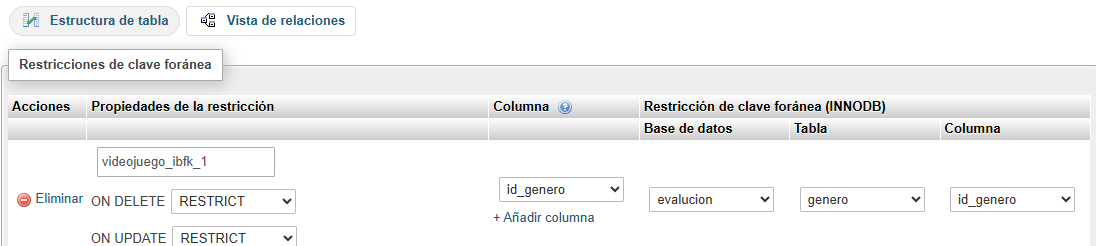 Estructura de tabla
Vista de relaciones
Restricciones de clave foránea
Acciones Propiedades de la restricción Columna Restricción de clave foránea (INNODB)
Base de datos Tabla Columna
videojuego_ibfk_1
Eliminar ON DELETE RESTRICT id_genero evalucion genero id_genero
+ Añadir columna
ON UPDATE RESTRICT